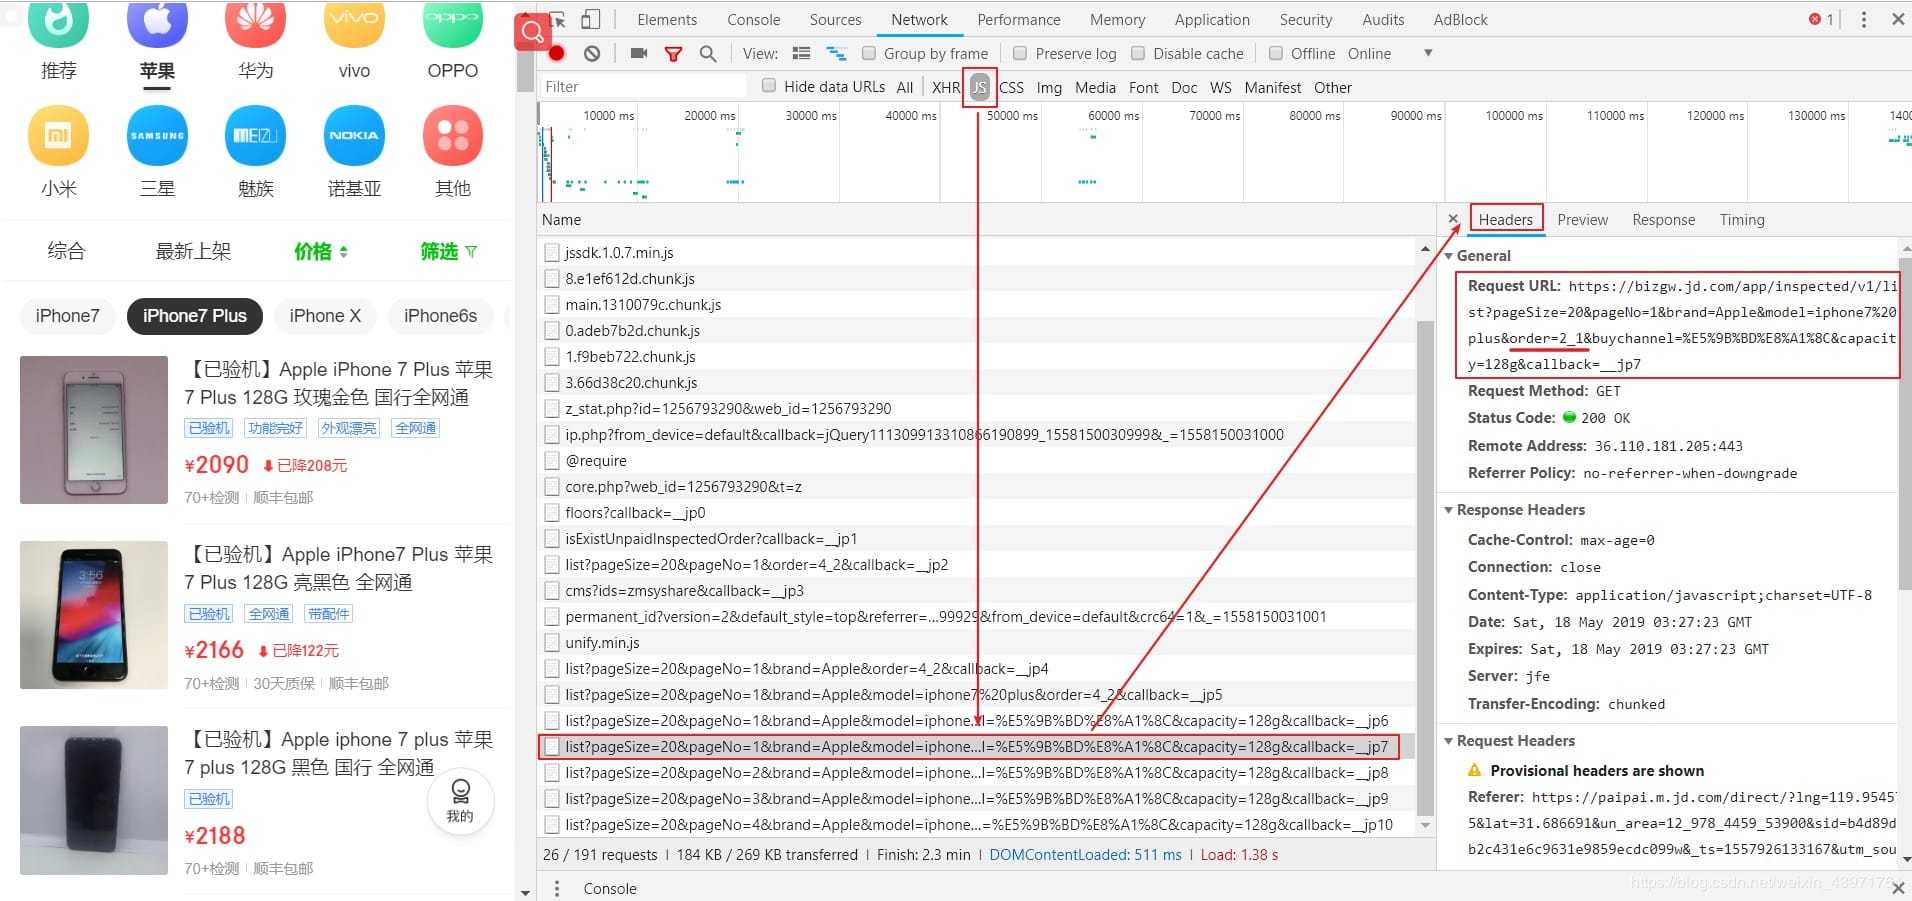 推荐 苹果 华为 vivo OPPO
vivo
oppo
mi SAMSUNG MEIZU NOKIA
小米 三星 魅族 诺基亚 其他
综合 最新上架 价格 筛选
iPhone7 iPhone7 Plus iPhone X iPhone6s
【已验机】Apple iPhone 7 Plus 苹果
7 Plus 128G 玫瑰金色 国行全网通
已验机 功能完好 外观漂亮 全网通
¥2090 已降208元
70+检测 顺丰包邮
3:56
【已验机】Apple iPhone7 Plus 苹果
7 Plus 128G 亮黑色 全网通
已验机 全网通 带配件
¥2166 已降122元
70+检测 30天质保 顺丰包邮
【已验机】Apple iphone 7 plus 苹果
7 plus 128G 黑色 国行 全网通
已验机
我的
¥2188
70+检测 顺丰包邮
Elements Console Sources Network Performance Memory Application Security Audits AdBlock 1
View: Group by frame Preserve log Disable cache Offline Online
Filter Hide data URLs All XHR JS CSS Img Media Font Doc WS Manifest Other
10000 ms 20000 ms 30000 ms 40000 ms 50000 ms 60000 ms 70000 ms 80000 ms 90000 ms 100000 ms 110000 ms 120000 ms 130000 ms 1400
Name
jssdk.1.0.7.min.js
8.e1ef612d.chunk.js
main.1310079c.chunk.js
0.adeb7b2d.chunk.js
1.f9beb722.chunk.js
3.66d38c20.chunk.js
z_stat.php?id=1256793290&web_id=1256793290
ip.php?from_device=default&callback=jQuery111309913310866190899_1558150030999&_=1558150031000
@require
core.php?web_id=1256793290&t=z
floors?callback=__jp0
isExistUnpaidInspectedOrder?callback=__jp1
list?pageSize=20&pageNo=1&order=4_2&callback=__jp2
cms?ids=zmsyshare&callback=__jp3
permanent_id?version=2&default_style=top&referrer=...99929&from_device=default&crc64=1&_=1558150031001
unify.min.js
list?pageSize=20&pageNo=1&brand=Apple&order=4_2&callback=__jp4
list?pageSize=20&pageNo=1&brand=Apple&model=iphone7%20plus&order=4_2&callback=__jp5
list?pageSize=20&pageNo=1&brand=Apple&model=iphone...l=%E5%9B%BD%E8%A1%8C&capacity=128g&callback=__jp6
list?pageSize=20&pageNo=1&brand=Apple&model=iphone...l=%E5%9B%BD%E8%A1%8C&capacity=128g&callback=__jp7
list?pageSize=20&pageNo=2&brand=Apple&model=iphone...l=%E5%9B%BD%E8%A1%8C&capacity=128g&callback=__jp8
list?pageSize=20&pageNo=3&brand=Apple&model=iphone...l=%E5%9B%BD%E8%A1%8C&capacity=128g&callback=__jp9
list?pageSize=20&pageNo=4&brand=Apple&model=iphone...=%E5%9B%BD%E8%A1%8C&capacity=128g&callback=__jp10
26 / 191 requests | 184 KB / 269 KB transferred | Finish: 2.3 min | DOMContentLoaded: 511 ms | Load: 1.38 s
Console
Headers Preview Response Timing
General
Request URL: https://bizgw.jd.com/app/inspected/v1/li
st?pageSize=20&pageNo=1&brand=Apple&model=iphone7%20
plus&order=2_1&buychannel=%E5%9B%BD%E8%A1%8C&capacit
y=128g&callback=__jp7
Request Method: GET
Status Code: 200 OK
Remote Address: 36.110.181.205:443
Referrer Policy: no-referrer-when-downgrade
Response Headers
Cache-Control: max-age=0
Connection: close
Content-Type: application/javascript;charset=UTF-8
Date: Sat, 18 May 2019 03:27:23 GMT
Expires: Sat, 18 May 2019 03:27:23 GMT
Server: jfe
Transfer-Encoding: chunked
Request Headers
Provisional headers are shown
Referer: https://paipai.m.jd.com/direct/?lng=119.9545
5&lat=31.686691&un_area=12_978_4459_53900&sid=b4d89d
b2c431e6c9631e9859ecdc099w&_ts=1557926133167&utm_sou